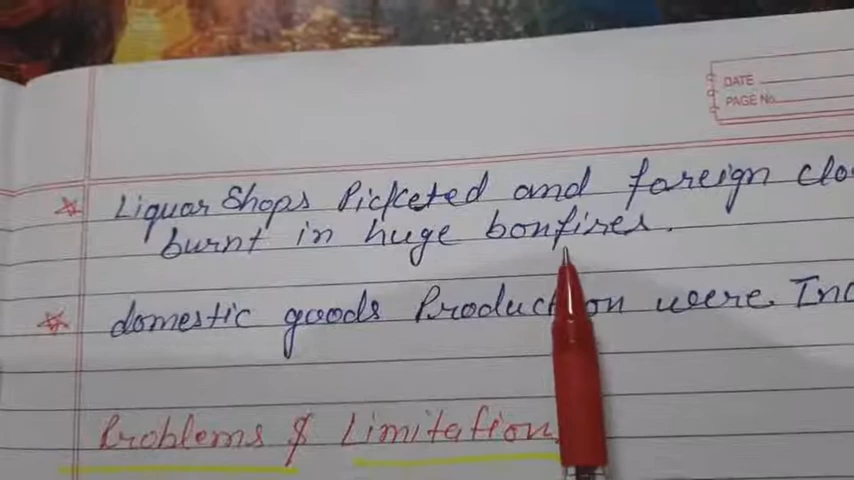 DATE
PAGE No.
Liquar Shops Picketed and foreign clo
burnt in huge bonfires.
domestic goods Production were Inc
Problems & Limitation